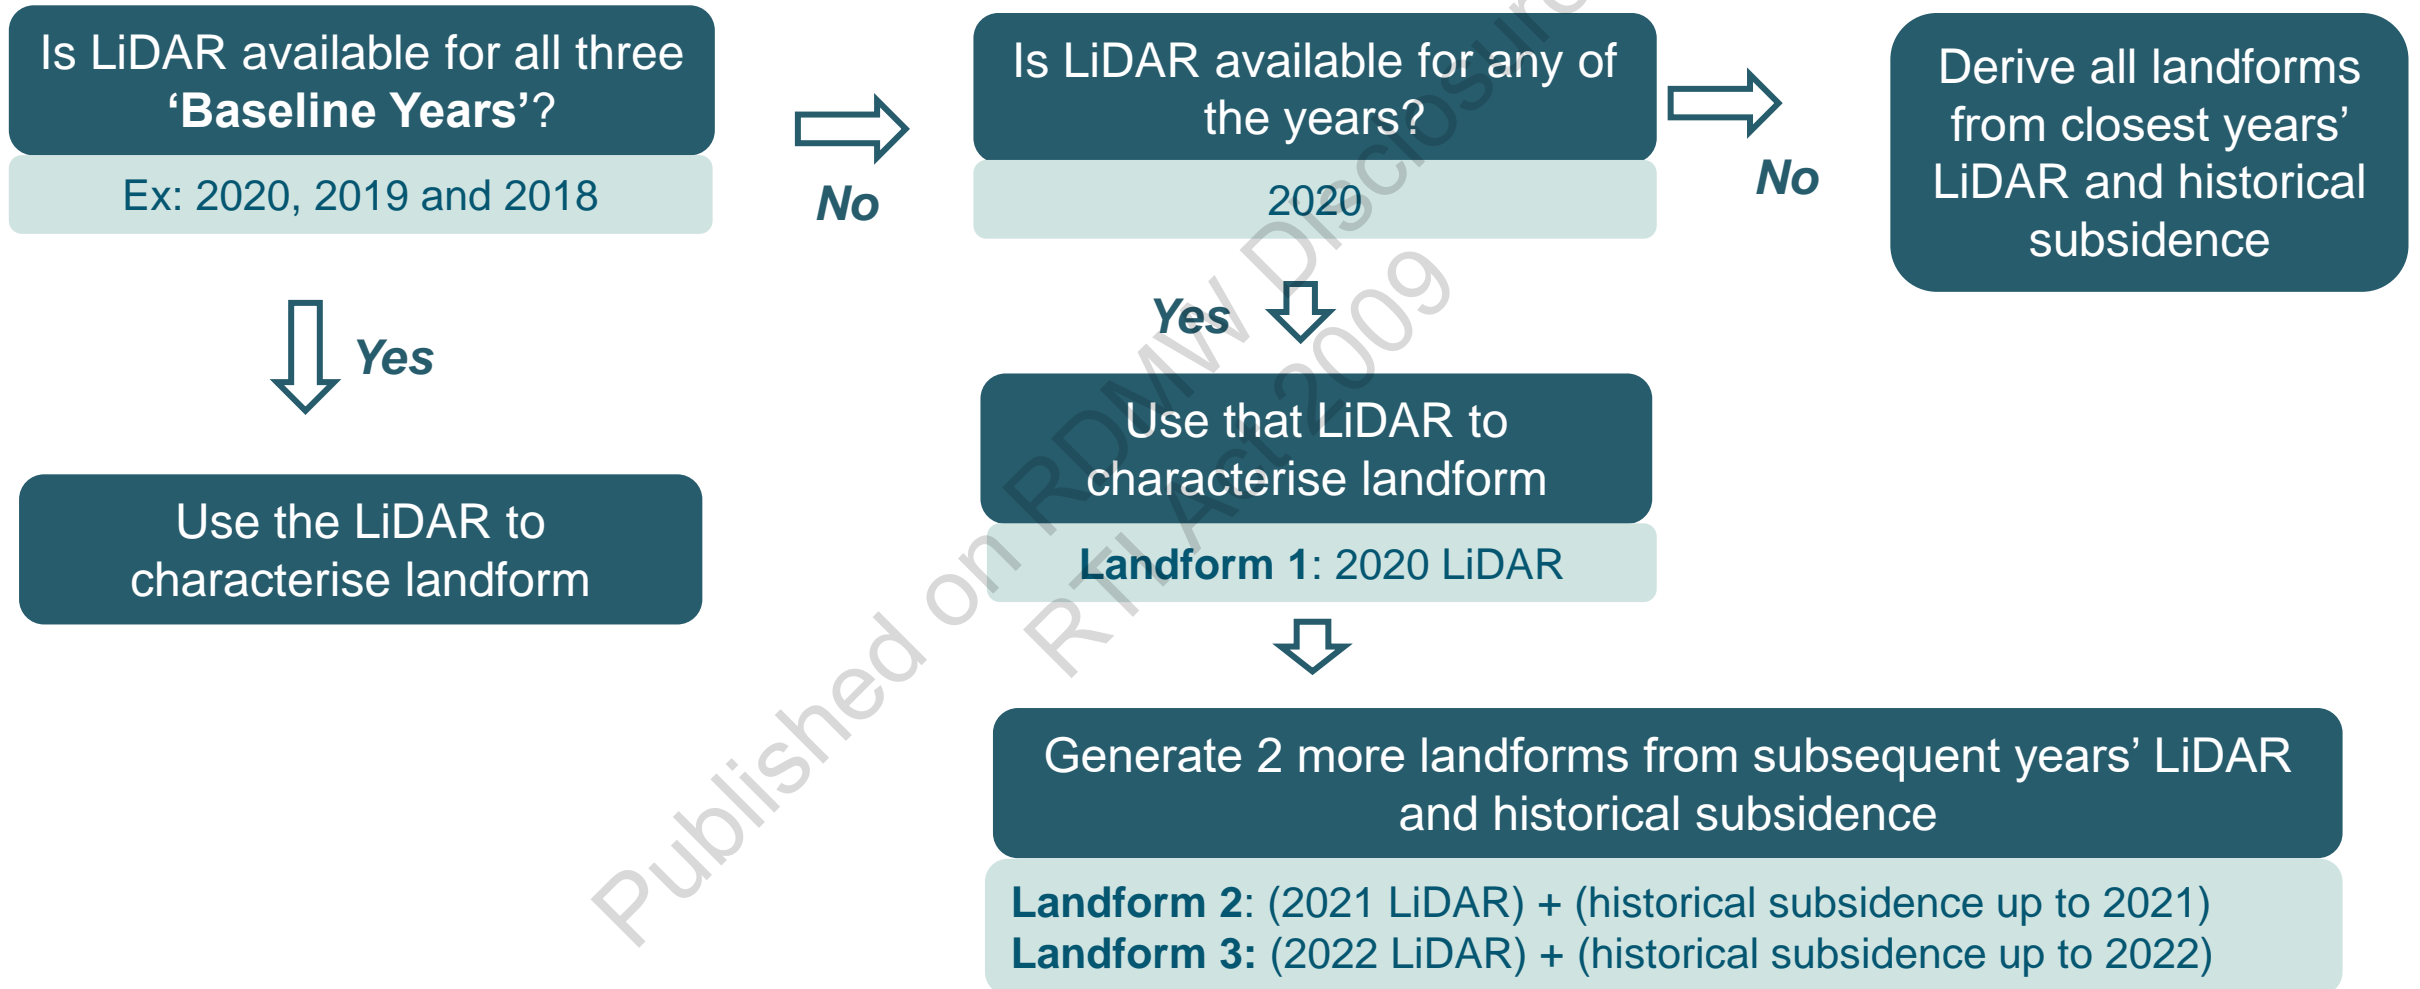 Is LiDAR available for all three
‘Baseline Years’?
Ex: 2020, 2019 and 2018
No
Yes
Use the LiDAR to
characterise landform
Is LiDAR available for any of
the years?
2020
No
Yes
Derive all landforms
from closest years’
LiDAR and historical
subsidence
Use that LiDAR to
characterise landform
Landform 1: 2020 LiDAR
Generate 2 more landforms from subsequent years’ LiDAR
and historical subsidence
Landform 2: (2021 LiDAR) + (historical subsidence up to 2021)
Landform 3: (2022 LiDAR) + (historical subsidence up to 2022)
Published on RDMW Disclosure
RTI Act 2009